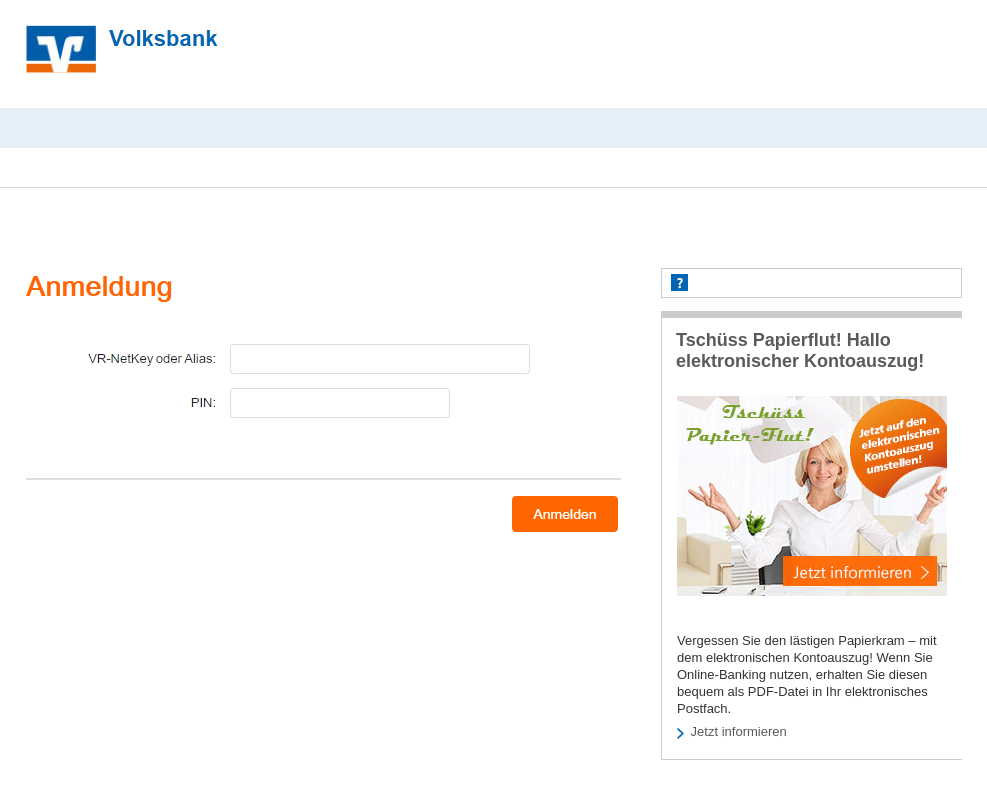 Volksbank
Anmeldung
VR-NetKey oder Alias:
PIN:
Anmelden
?
Tschüss Papierflut! Hallo
elektronischer Kontoauszug!
Tschüss
Papier-Flut!
Jetzt auf den
elektronischen
Kontoauszug
umstellen!
Jetzt informieren
Vergessen Sie den lästigen Papierkram – mit
dem elektronischen Kontoauszug! Wenn Sie
Online-Banking nutzen, erhalten Sie diesen
bequem als PDF-Datei in Ihr elektronisches
Postfach.
Jetzt informieren